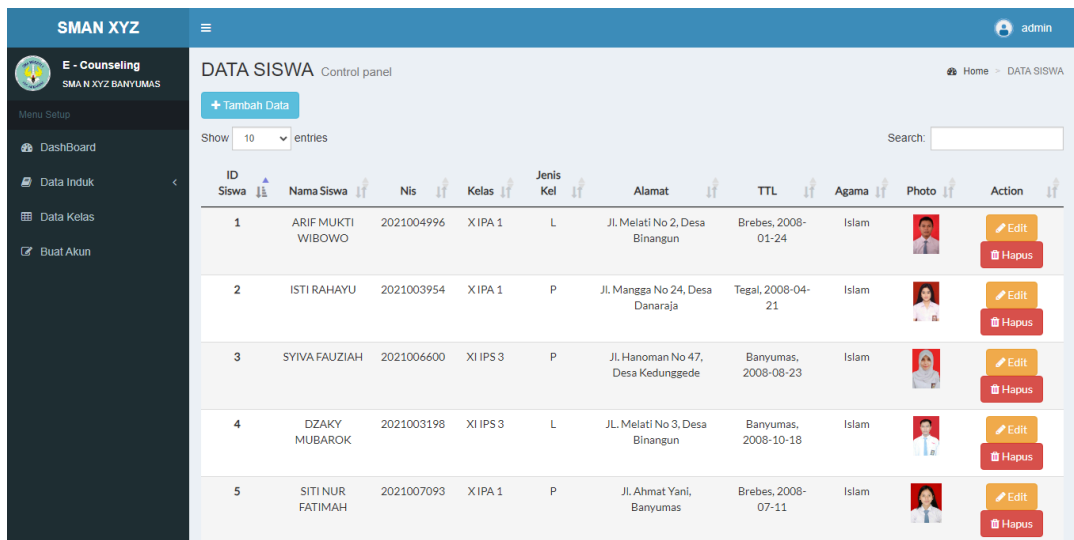 SMAN XYZ
admin
E - Counseling
SMA N XYZ BANYUMAS
Menu Setup
DashBoard
Data Induk
Data Kelas
Buat Akun
DATA SISWA Control panel
Home > DATA SISWA
+ Tambah Data
Show 10 entries
Search:
ID Siswa Nama Siswa Nis Kelas Jenis Kel Alamat TTL Agama Photo Action
1 ARIF MUKTI 2021004996 X IPA 1 L Jl. Melati No 2, Desa Brebes, 2008- Islam Edit
WIBOWO Binangun 01-24 Hapus
2 ISTI RAHAYU 2021003954 X IPA 1 P Jl. Mangga No 24, Desa Tegal, 2008-04- Islam Edit
Danaraja 21 Hapus
3 SYIVA FAUZIAH 2021006600 XI IPS 3 P Jl. Hanoman No 47, Banyumas, Islam Edit
Desa Kedunggede 2008-08-23 Hapus
4 DZAKY 2021003198 XI IPS 3 L JL. Melati No 3, Desa Banyumas, Islam Edit
MUBAROK Binangun 2008-10-18 Hapus
5 SITI NUR 2021007093 X IPA 1 P Jl. Ahmat Yani, Brebes, 2008- Islam Edit
FATIMAH Banyumas 07-11 Hapus